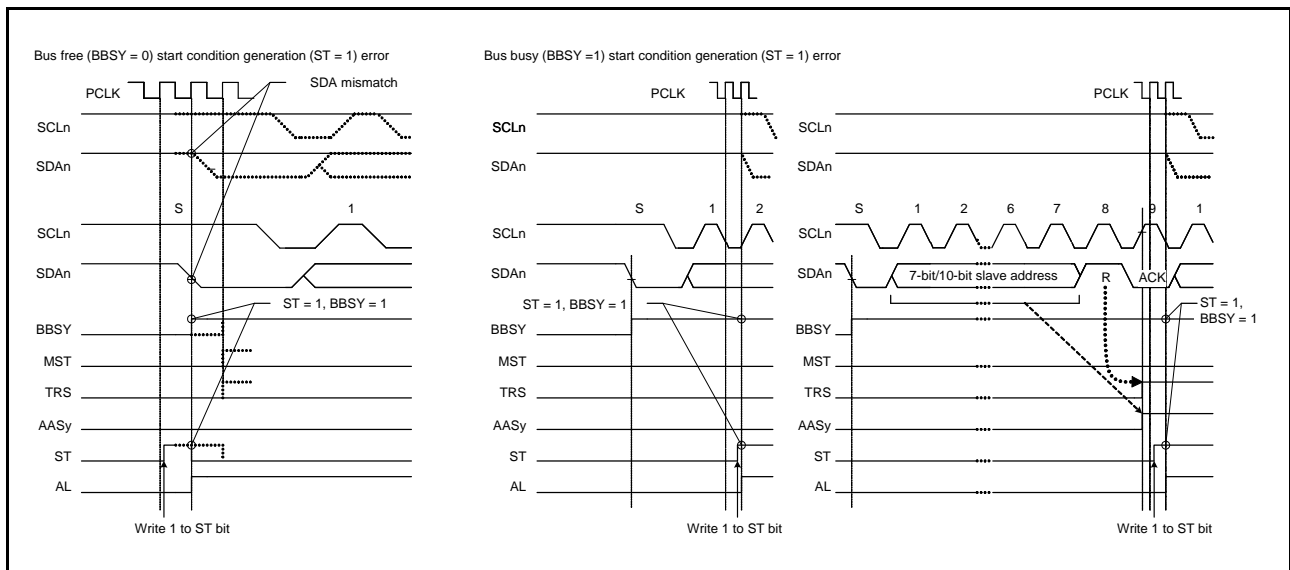 Bus free (BBSY = 0) start condition generation (ST = 1) error
SDA mismatch
PCLK
SCLn
SDAn
S 1
SCLn
SDAn
ST = 1, BBSY = 1
BBSY
MST
TRS
AASy
ST
AL
Write 1 to ST bit
Bus busy (BBSY =1) start condition generation (ST = 1) error
PCLK
SCLn
SDAn
S 1 2
SCLn
SDAn
ST = 1, BBSY = 1
BBSY
MST
TRS
AASy
ST
AL
Write 1 to ST bit
PCLK
SCLn
SDAn
S 1 2 6 7 8 9 1
SCLn
SDAn
7-bit/10-bit slave address R ACK
ST = 1,
BBSY = 1
BBSY
MST
TRS
AASy
ST
AL
Write 1 to ST bit